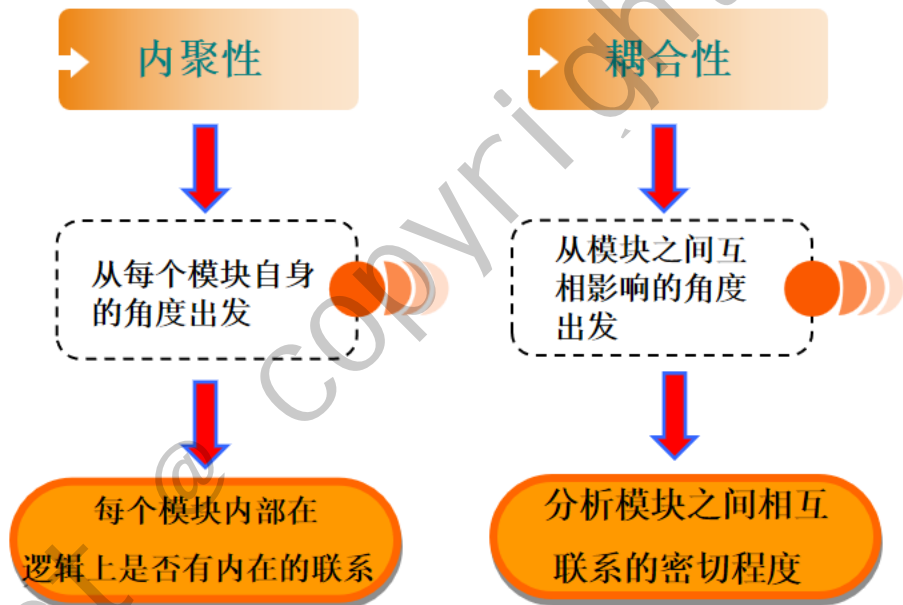 内聚性
耦合性
从每个模块自身
的角度出发
从模块之间互
相影响的角度
出发
每个模块内部在
逻辑上是否有内在的联系
分析模块之间相互
联系的密切程度
@ copyright